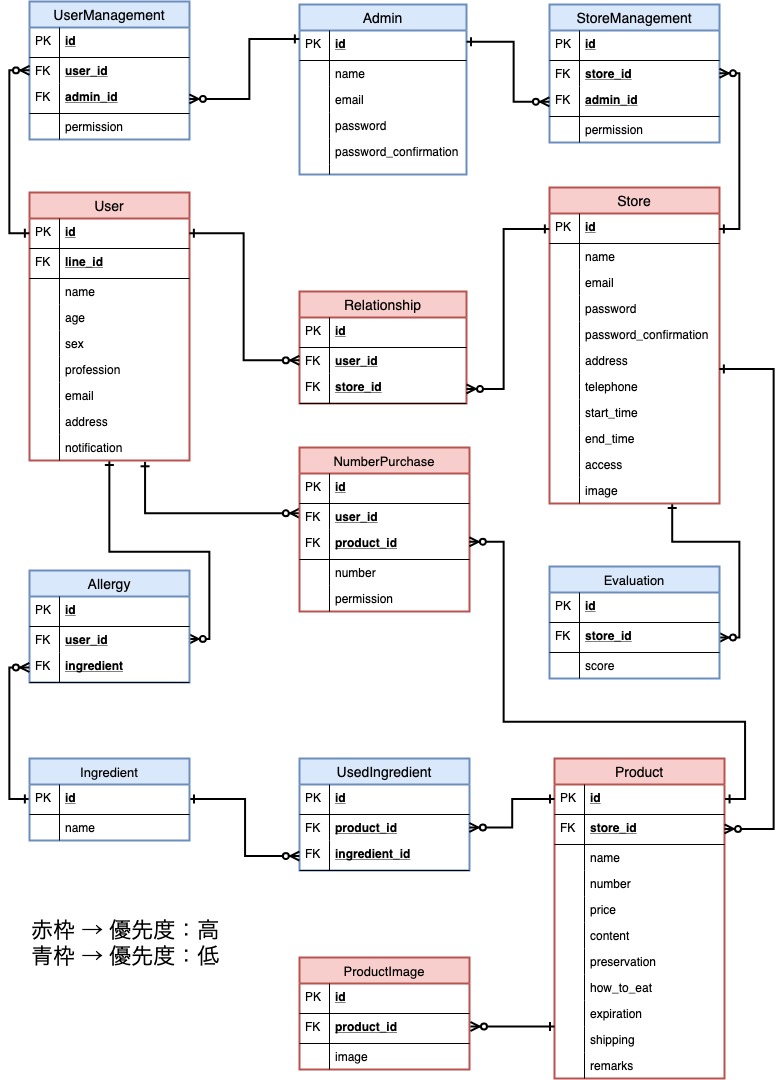 UserManagement
PK id
FK user_id
FK admin_id
permission
Admin
PK id
name
email
password
password_confirmation
StoreManagement
PK id
FK store_id
FK admin_id
permission
User
PK id
FK line_id
name
age
sex
profession
email
address
notification
Relationship
PK id
FK user_id
FK store_id
Store
PK id
name
email
password
password_confirmation
address
telephone
start_time
end_time
access
image
NumberPurchase
PK id
FK user_id
FK product_id
number
permission
Allergy
PK id
FK user_id
FK ingredient
Evaluation
PK id
FK store_id
score
Ingredient
PK id
name
UsedIngredient
PK id
FK product_id
FK ingredient_id
Product
PK id
FK store_id
name
number
price
content
preservation
how_to_eat
expiration
shipping
remarks
赤枠 → 優先度：高
青枠 → 優先度：低
ProductImage
PK id
FK product_id
image